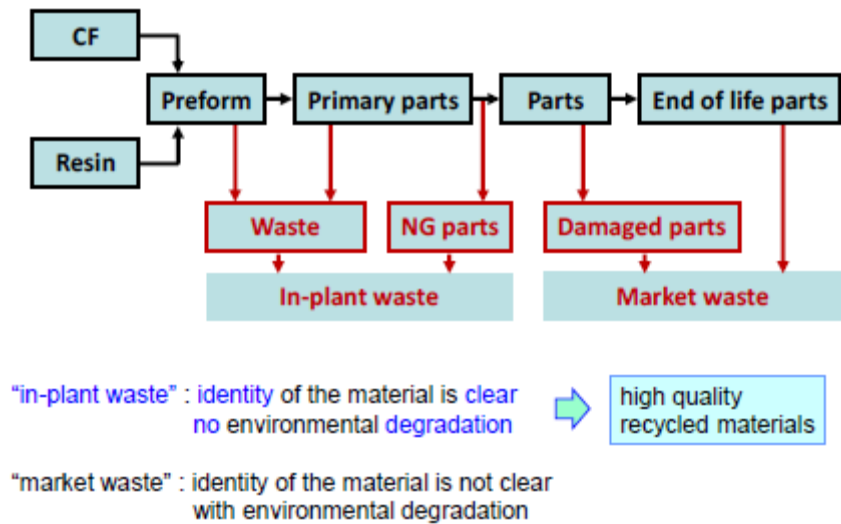 CF
Preform
Primary parts
Parts
End of life parts
Resin
Waste
NG parts
Damaged parts
In-plant waste
Market waste
“in-plant waste” : identity of the material is clear
no environmental degradation
high quality
recycled materials
“market waste” : identity of the material is not clear
with environmental degradation